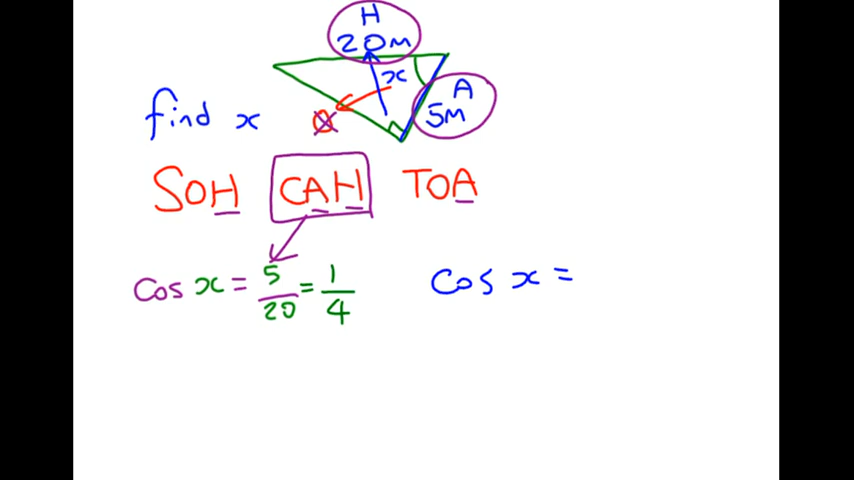 H
20M
x
A
5M
find x
O
SOH CAH TOA
cos x = 5/20 = 1/4
cos x =